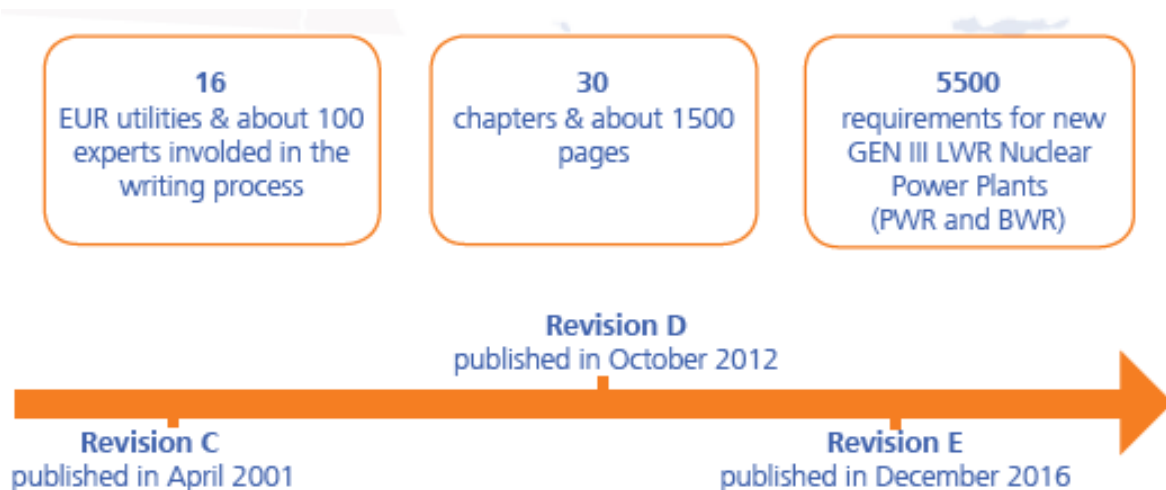 16
EUR utilities & about 100
experts involded in the
writing process
30
chapters & about 1500
pages
5500
requirements for new
GEN III LWR Nuclear
Power Plants
(PWR and BWR)
Revision D
published in October 2012
Revision C
published in April 2001
Revision E
published in December 2016